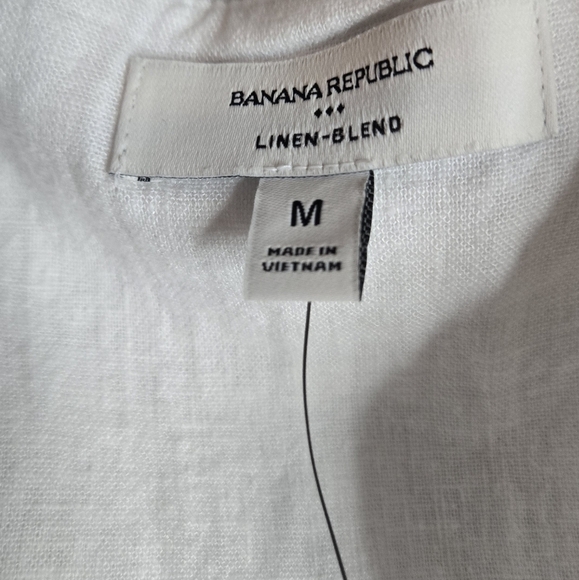 BANANA REPUBLIC
LINEN-BLEND
M
MADE IN
VIETNAM